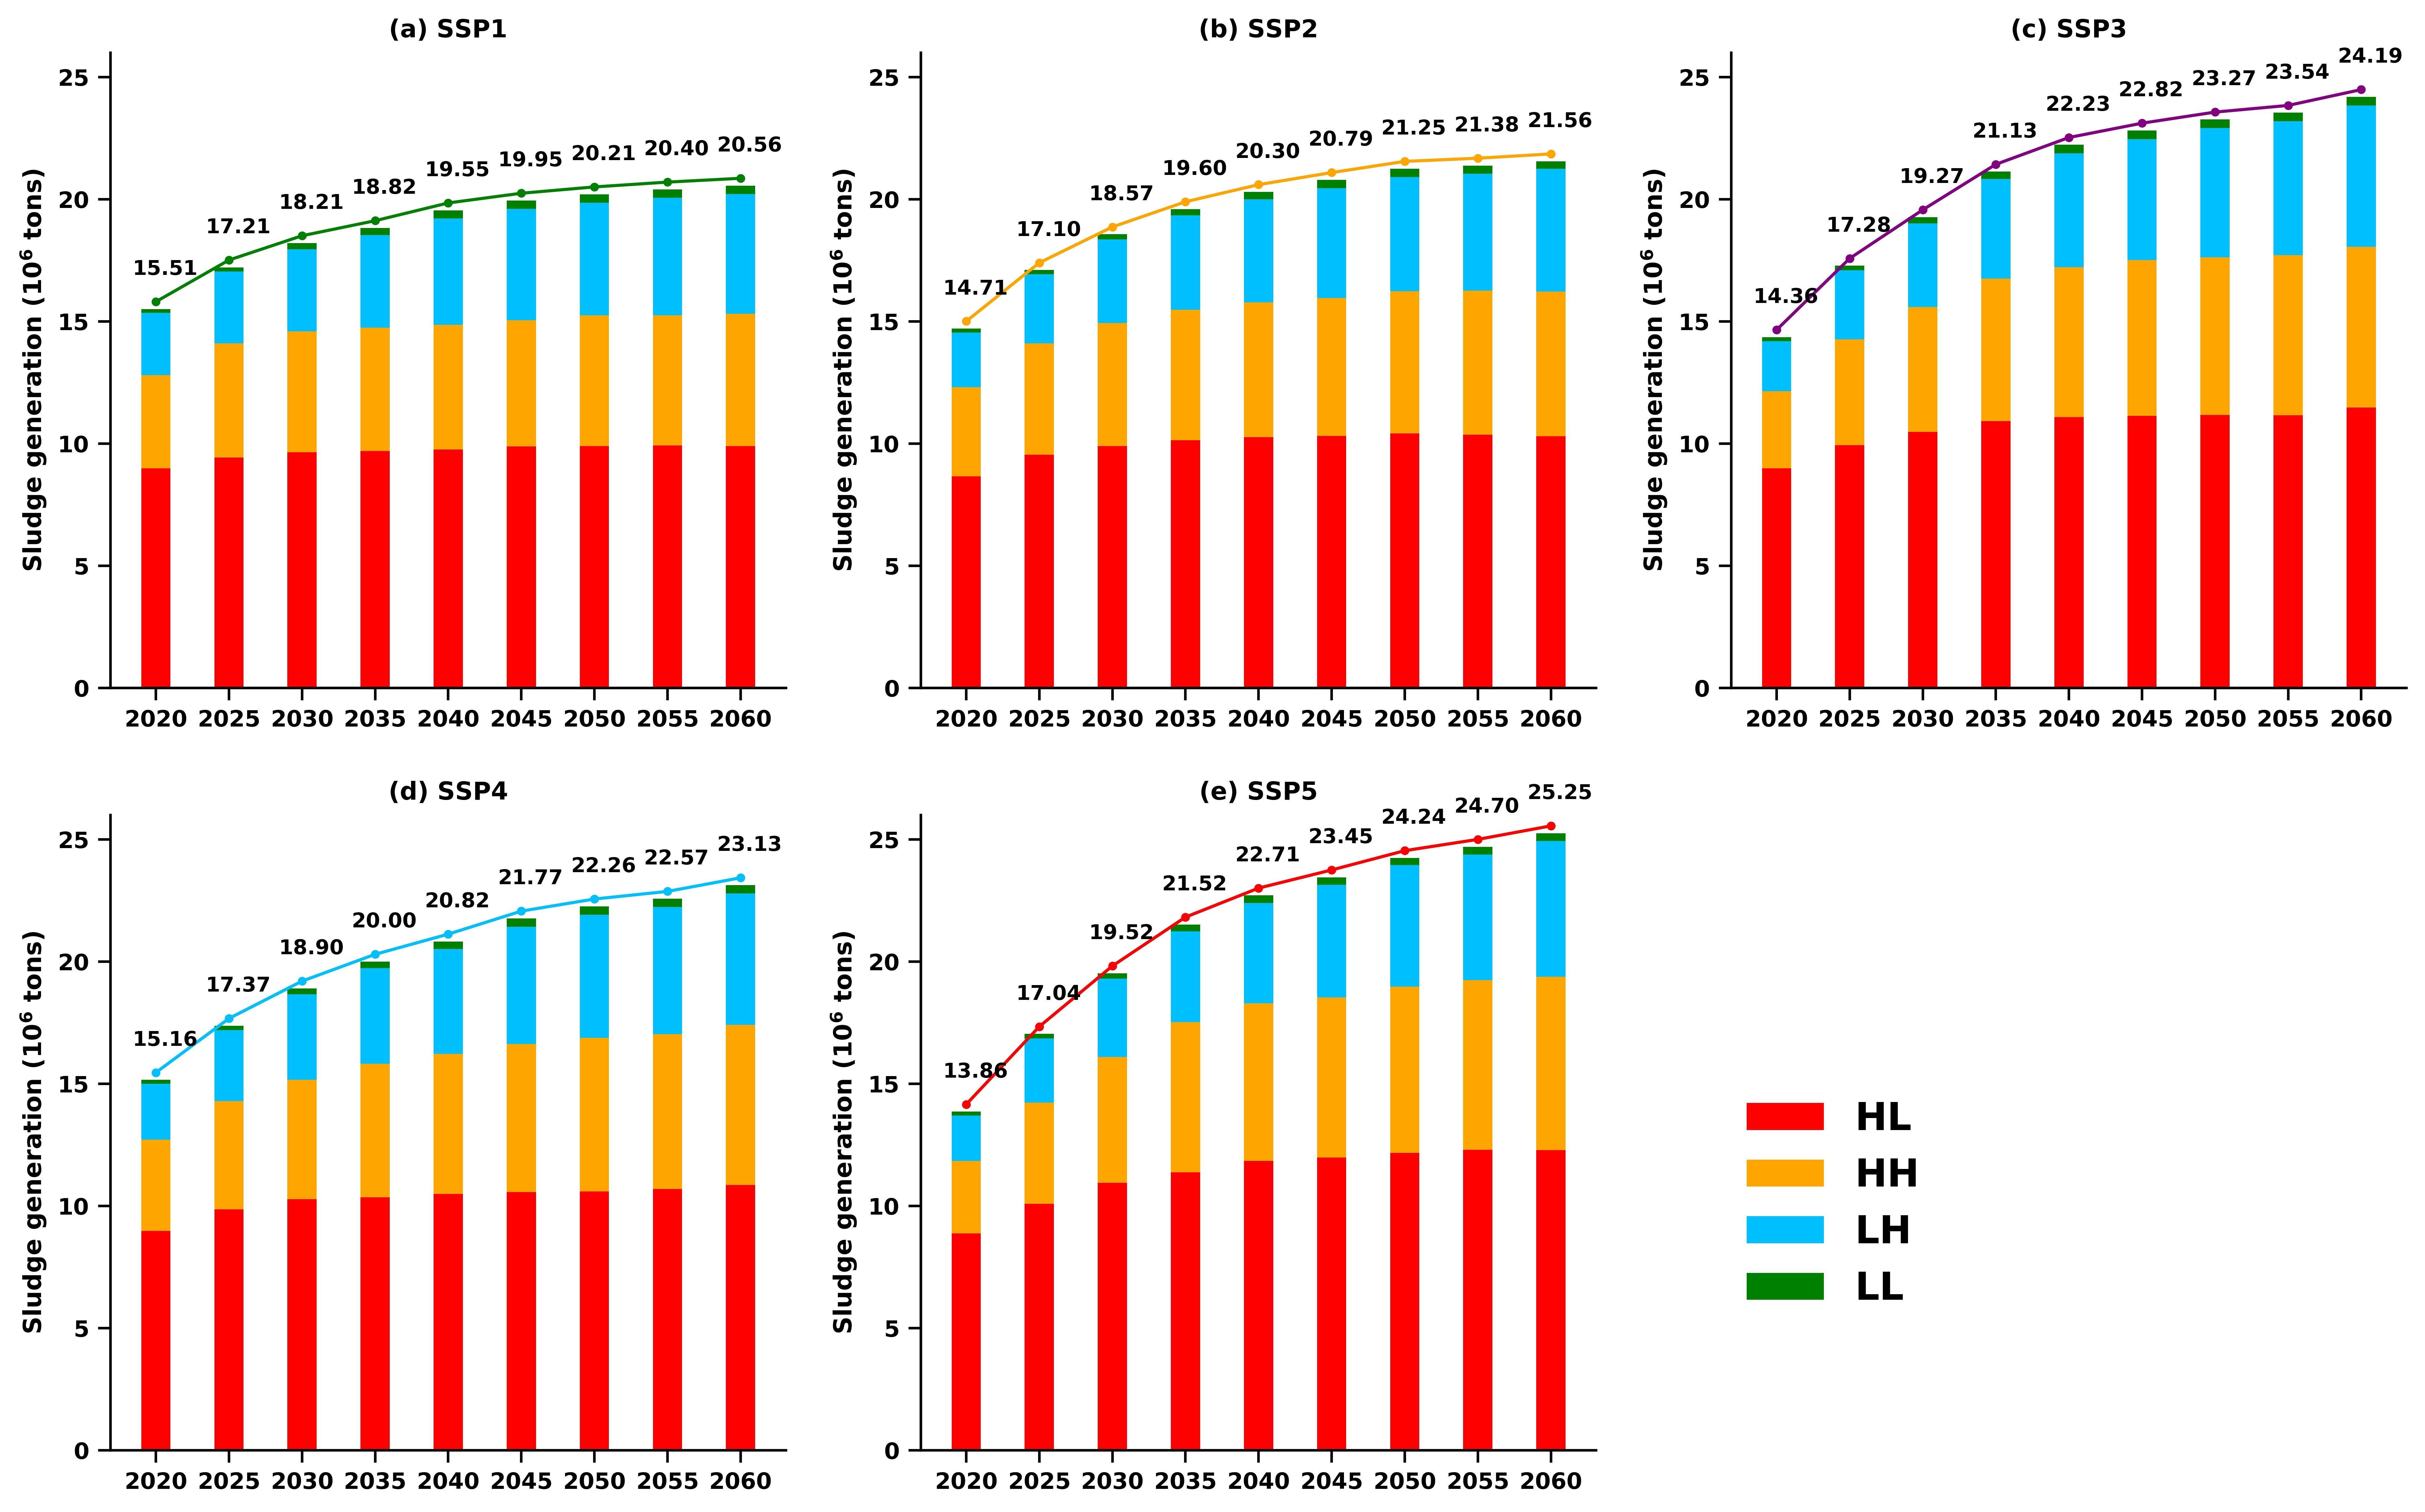 (a) SSP1
Sludge generation (10⁶ tons)
25
20
15
10
5
0
15.51 17.21 18.21 18.82 19.55 19.95 20.21 20.40 20.56
2020 2025 2030 2035 2040 2045 2050 2055 2060
(b) SSP2
Sludge generation (10⁶ tons)
25
20
15
10
5
0
14.71 17.10 18.57 19.60 20.30 20.79 21.25 21.38 21.56
2020 2025 2030 2035 2040 2045 2050 2055 2060
(c) SSP3
Sludge generation (10⁶ tons)
25
20
15
10
5
0
14.36 17.28 19.27 21.13 22.23 22.82 23.27 23.54 24.19
2020 2025 2030 2035 2040 2045 2050 2055 2060
(d) SSP4
Sludge generation (10⁶ tons)
25
20
15
10
5
0
15.16 17.37 18.90 20.00 20.82 21.77 22.26 22.57 23.13
2020 2025 2030 2035 2040 2045 2050 2055 2060
(e) SSP5
Sludge generation (10⁶ tons)
25
20
15
10
5
0
13.86 17.04 19.52 21.52 22.71 23.45 24.24 24.70 25.25
2020 2025 2030 2035 2040 2045 2050 2055 2060
HL
HH
LH
LL